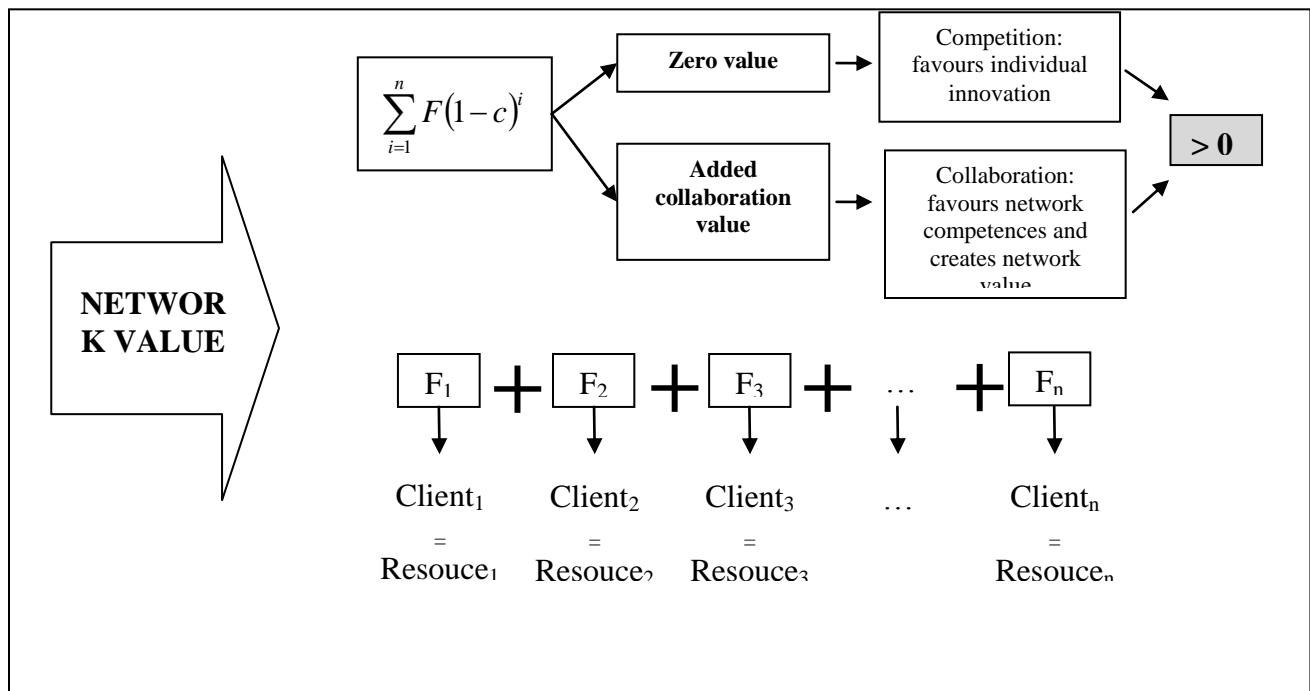 NETWOR
K VALUE
n
∑ F(1 − c)ⁱ
i=1
Zero value
Competition:
favours individual
innovation
Added
collaboration
value
Collaboration:
favours network
competences and
creates network
value
> 0
F₁ + F₂ + F₃ + … + Fₙ
Client₁ Client₂ Client₃ … Clientₙ
= = = =
Resouce₁ Resouce₂ Resouce₃ Resouceₙ